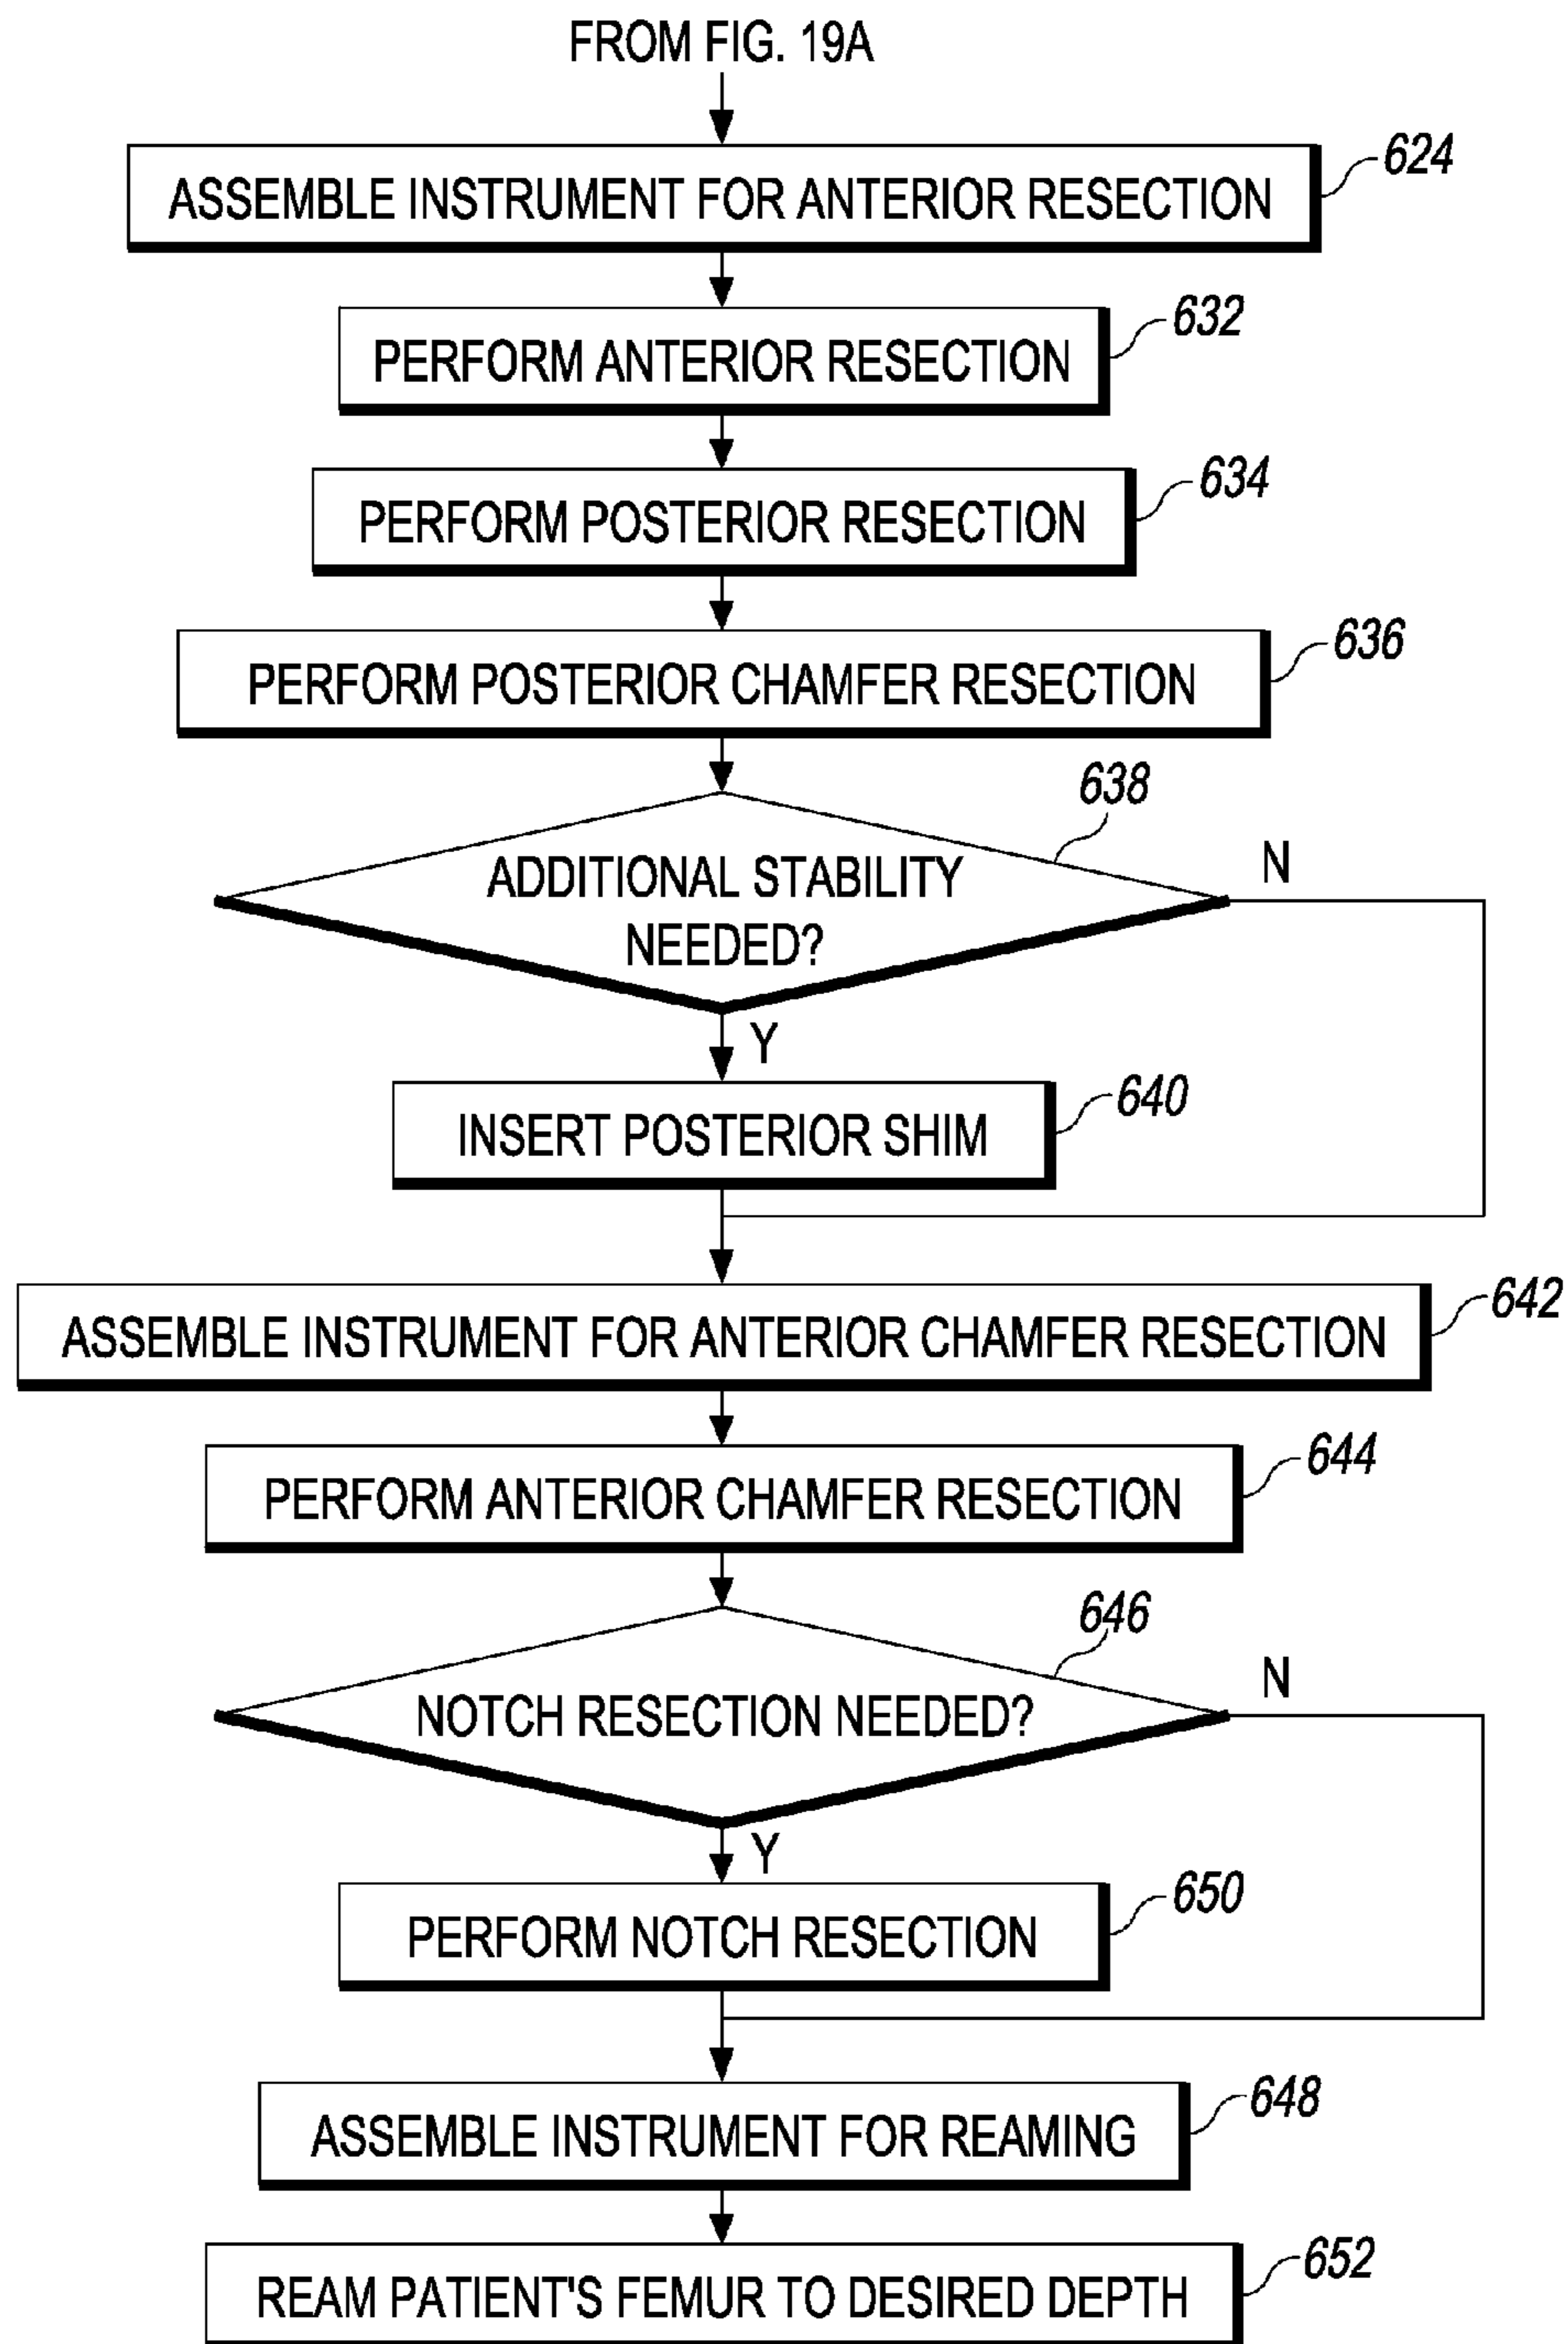 FROM FIG. 19A
624
ASSEMBLE INSTRUMENT FOR ANTERIOR RESECTION
632
PERFORM ANTERIOR RESECTION
634
PERFORM POSTERIOR RESECTION
636
PERFORM POSTERIOR CHAMFER RESECTION
638
ADDITIONAL STABILITY
NEEDED?
N
Y
640
INSERT POSTERIOR SHIM
642
ASSEMBLE INSTRUMENT FOR ANTERIOR CHAMFER RESECTION
644
PERFORM ANTERIOR CHAMFER RESECTION
646
NOTCH RESECTION NEEDED?
N
Y
650
PERFORM NOTCH RESECTION
648
ASSEMBLE INSTRUMENT FOR REAMING
652
REAM PATIENT'S FEMUR TO DESIRED DEPTH